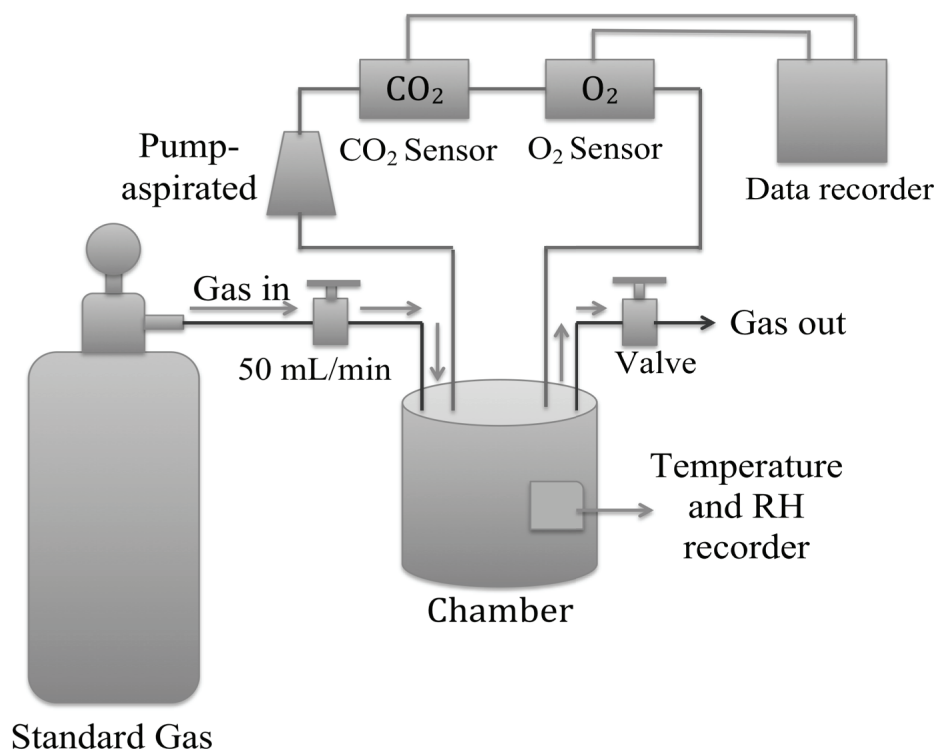 CO₂
O₂
Pump-
aspirated
CO₂ Sensor
O₂ Sensor
Data recorder
Gas in
50 mL/min
Valve
Gas out
Temperature
and RH
recorder
Chamber
Standard Gas